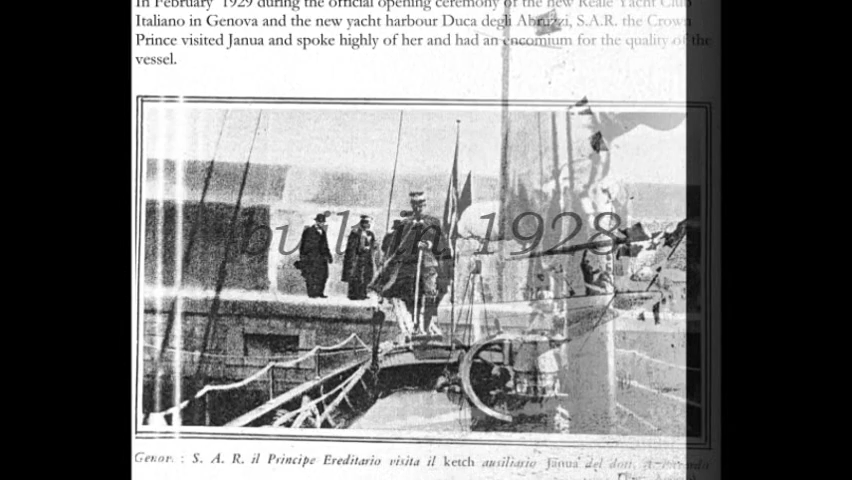 In February 1929 during the official opening ceremony of the new Reale Yacht Club
Italiano in Genova and the new yacht harbour Duca degli Abruzzi, S.A.R. the Crown
Prince visited Janua and spoke highly of her and had an encomium for the quality of the
vessel.
built in 1928
Genova : S. A. R. il Principe Ereditario visita il ketch ausiliario Janua del dott.